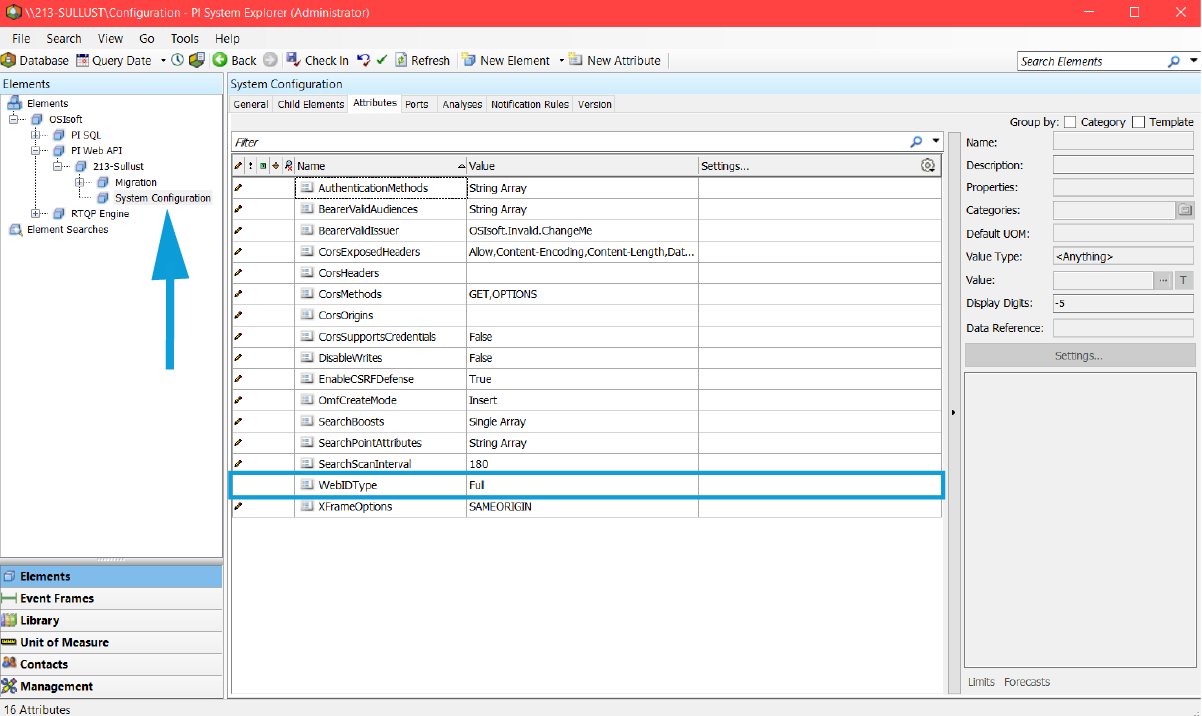 \\213-SULLUST\Configuration - PI System Explorer (Administrator)
File Search View Go Tools Help
Database Query Date Back Check In Refresh New Element New Attribute Search Elements
Elements
Elements
OSIsoft
PI SQL
PI Web API
213-Sullust
Migration
System Configuration
RTQP Engine
Element Searches
Elements
Event Frames
Library
Unit of Measure
Contacts
Management
System Configuration
General Child Elements Attributes Ports Analyses Notification Rules Version
Group by: Category Template
Filter
Name Value Settings...
AuthenticationMethods String Array
BearerValidAudiences String Array
BearerValidIssuer OSIsoft.Invalid.ChangeMe
CorsExposedHeaders Allow,Content-Encoding,Content-Length,Dat...
CorsHeaders
CorsMethods GET,OPTIONS
CorsOrigins
CorsSupportsCredentials False
DisableWrites False
EnableCSRFDefense True
OmfCreateMode Insert
SearchBoosts Single Array
SearchPointAttributes String Array
SearchScanInterval 180
WebIDType Full
XFrameOptions SAMEORIGIN
Name:
Description:
Properties:
Categories:
Default UOM:
Value Type: <Anything>
Value: ... T
Display Digits: -5
Data Reference:
Settings...
Limits Forecasts
16 Attributes